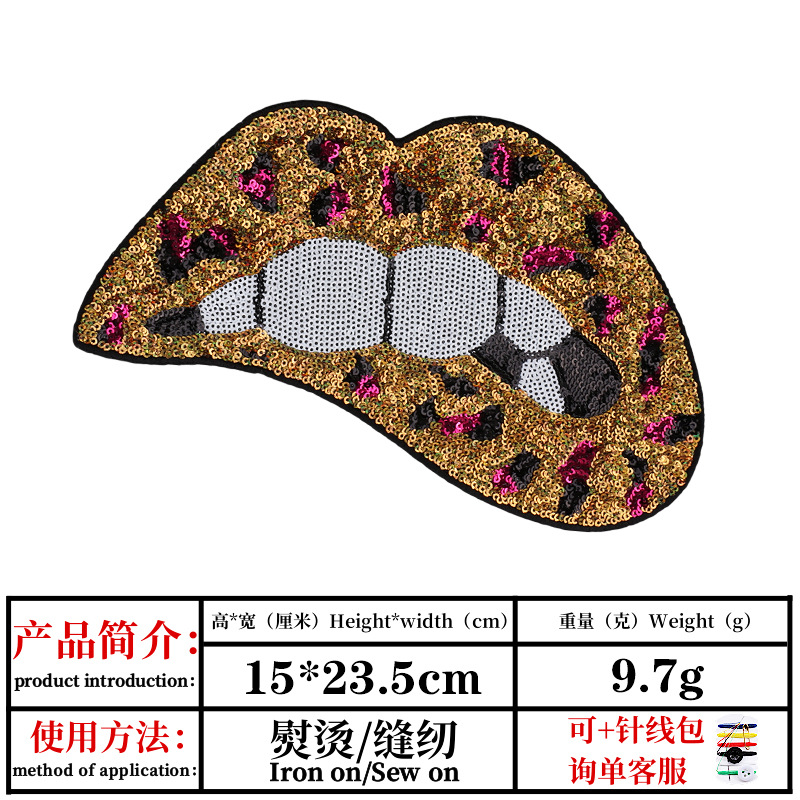 产品简介:
product introduction:
高*宽（厘米）Height*width（cm）
重量（克）Weight（g）
15*23.5cm
9.7g
使用方法:
method of application:
熨烫/缝纫
Iron on/Sew on
可+针线包
询单客服